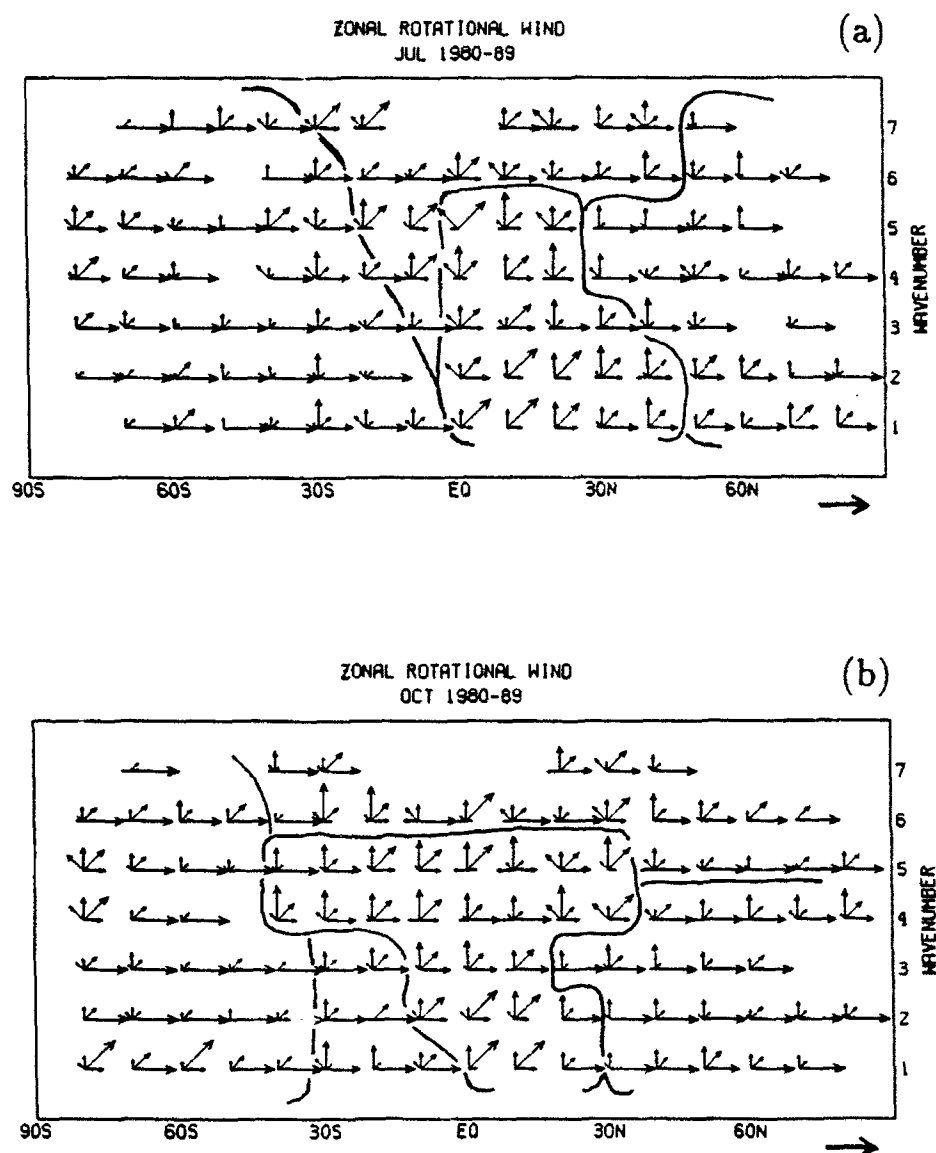 ZONAL ROTATIONAL WIND
(a)
JUL 1980-89
7
6
5
4
3
2
1
WAVENUMBER
90S 60S 30S EQ 30N 60N
ZONAL ROTATIONAL WIND
(b)
OCT 1980-89
7
6
5
4
3
2
1
WAVENUMBER
90S 60S 30S EQ 30N 60N